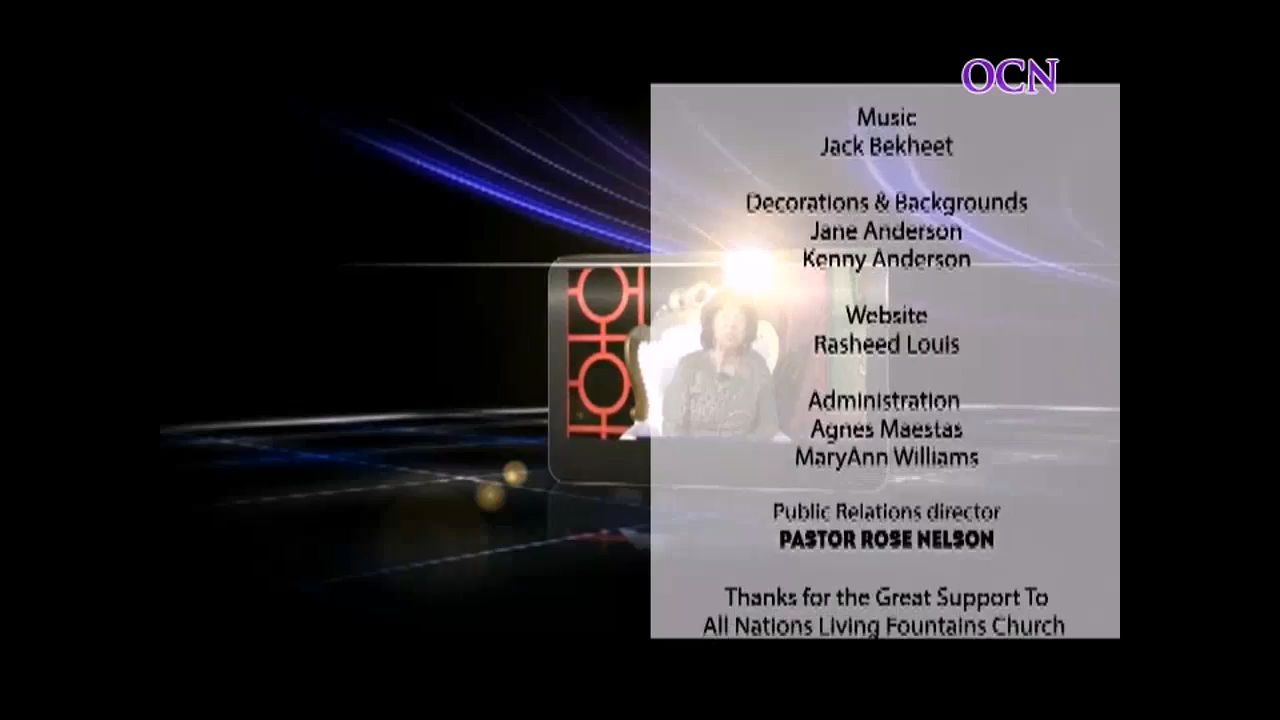 OCN
Music
Jack Bekheet
Decorations & Backgrounds
Jane Anderson
Kenny Anderson
Website
Rasheed Louis
Administration
Agnes Maestas
MaryAnn Williams
Public Relations director
PASTOR ROSE NELSON
Thanks for the Great Support To
All Nations Living Fountains Church